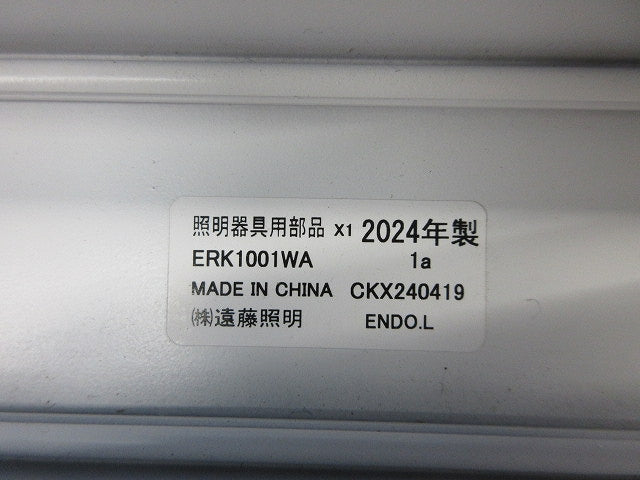 照明器具用部品 X1 2024年製
ERK1001WA 1a
MADE IN CHINA CKX240419
㈱遠藤照明 ENDO.L